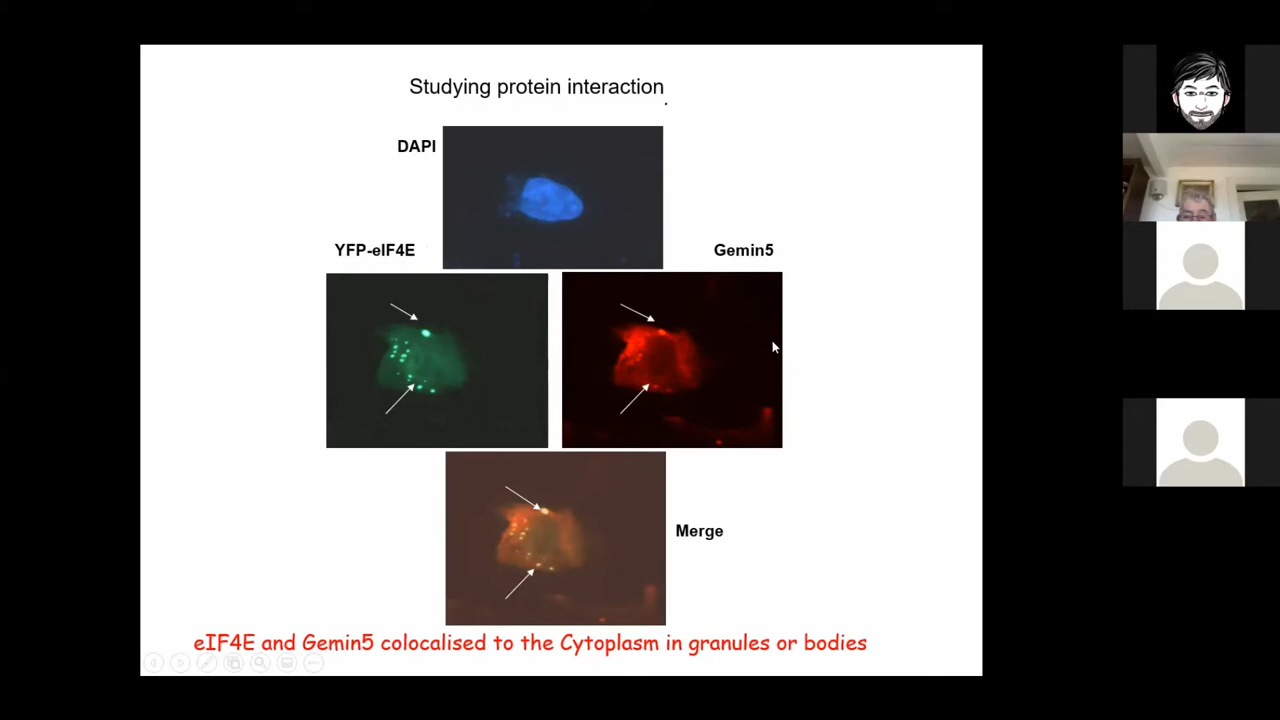 Studying protein interaction
DAPI
YFP-eIF4E
Gemin5
Merge
eIF4E and Gemin5 colocalised to the Cytoplasm in granules or bodies